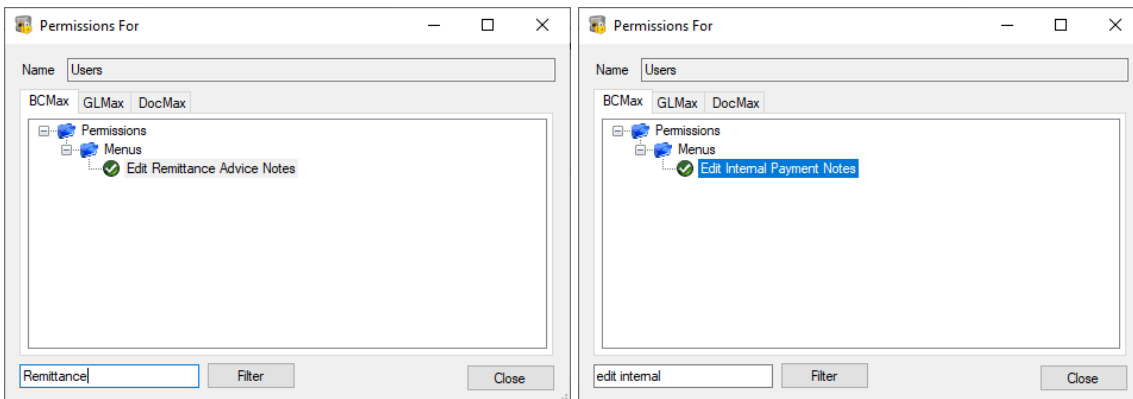 Permissions For
Name Users
BCMax GLMax DocMax
Permissions
Menus
Edit Remittance Advice Notes
Remittance Filter Close
Permissions For
Name Users
BCMax GLMax DocMax
Permissions
Menus
Edit Internal Payment Notes
edit internal Filter Close